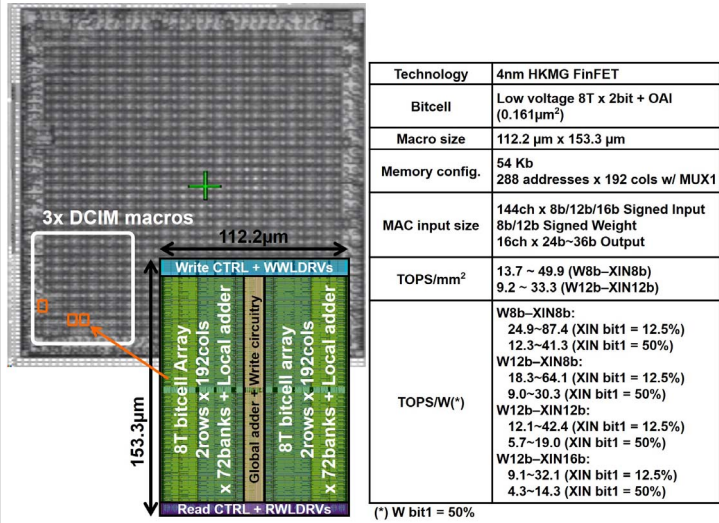 3x DCIM macros
112.2µm
153.3µm
Write CTRL + WWLDRVs
8T bitcell Array
2rows x 192cols
x 72banks + Local adder
Global adder + Write circuitry
8T bitcell array
2rows x 192cols
x 72banks + Local adder
Read CTRL + RWLDRVs
Technology 4nm HKMG FinFET
Bitcell Low voltage 8T x 2bit + OAI
(0.161µm²)
Macro size 112.2 µm x 153.3 µm
Memory config. 54 Kb
288 addresses x 192 cols w/ MUX1
MAC input size 144ch x 8b/12b/16b Signed Input
8b/12b Signed Weight
16ch x 24b~36b Output
TOPS/mm² 13.7 ~ 49.9 (W8b–XIN8b)
9.2 ~ 33.3 (W12b–XIN12b)
TOPS/W(*) W8b–XIN8b:
24.9~87.4 (XIN bit1 = 12.5%)
12.3~41.3 (XIN bit1 = 50%)
W12b–XIN8b:
18.3~64.1 (XIN bit1 = 12.5%)
9.0~30.3 (XIN bit1 = 50%)
W12b–XIN12b:
12.1~42.4 (XIN bit1 = 12.5%)
5.7~19.0 (XIN bit1 = 50%)
W12b–XIN16b:
9.1~32.1 (XIN bit1 = 12.5%)
4.3~14.3 (XIN bit1 = 50%)
(*) W bit1 = 50%